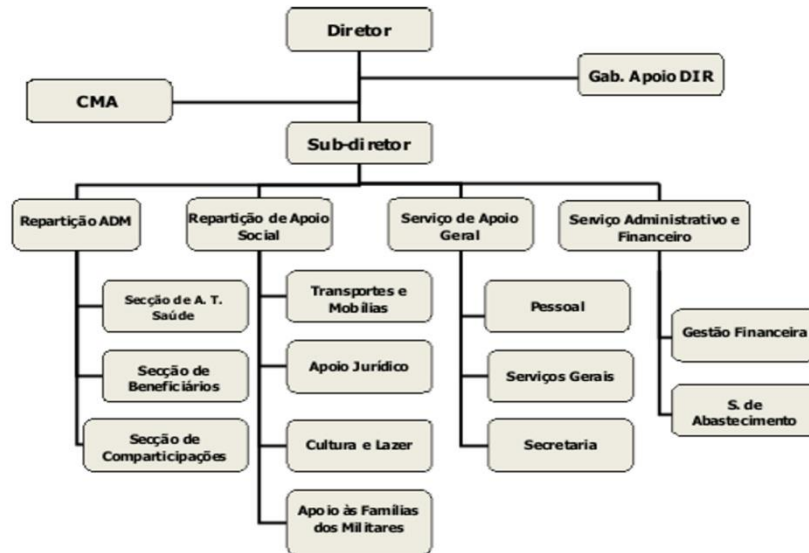 Diretor
Gab. Apoio DIR
CMA
Sub-diretor
Repartição ADM
Repartição de Apoio
Social
Serviço de Apoio
Geral
Serviço Administrativo e
Financeiro
Secção de A. T.
Saúde
Secção de
Beneficiários
Secção de
Comparticipações
Transportes e
Mobílias
Apoio Jurídico
Cultura e Lazer
Apoio às Famílias
dos Militares
Pessoal
Serviços Gerais
Secretaria
Gestão Financeira
S. de
Abastecimento